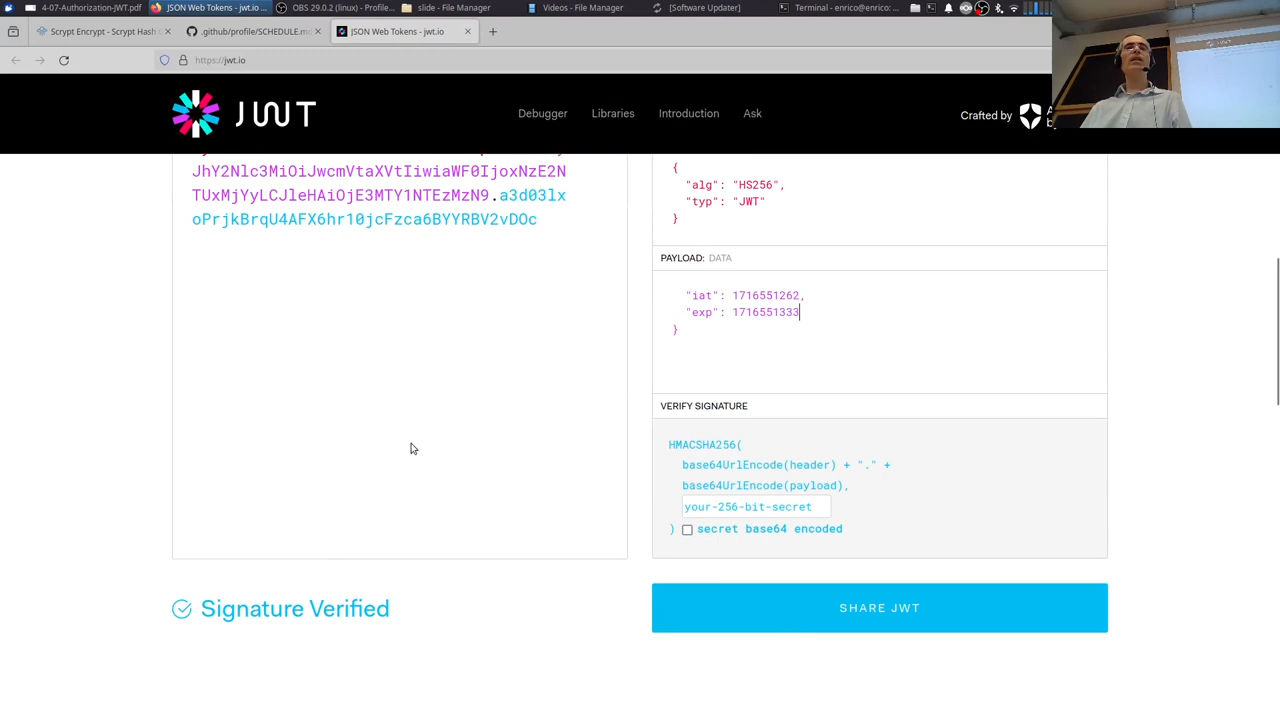 4-07-Authorization-JWT.pdf
JSON Web Tokens - jwt.io ...
OBS 29.0.2 (linux) - Profile...
slide - File Manager
Videos - File Manager
[Software Updater]
Terminal - enrico@enrico: ...
Scrypt Encrypt - Scrypt Hash G
.github/profile/SCHEDULE.md
JSON Web Tokens - jwt.io
https://jwt.io
JWT
Debugger
Libraries
Introduction
Ask
Crafted by
JhY2Nlc3MiOiJwcmVtaXVtIiwiaWF0IjoxNzE2N
TUxMjYyLCJleHAiOjE3MTY1NTEzMzN9.a3d03lx
oPrjkBrqU4AFX6hr10jcFzca6BYYRBV2vDOc
{
"alg": "HS256",
"typ": "JWT"
}
PAYLOAD: DATA
"iat": 1716551262,
"exp": 1716551333
}
VERIFY SIGNATURE
HMACSHA256(
base64UrlEncode(header) + "." +
base64UrlEncode(payload),
your-256-bit-secret
) secret base64 encoded
Signature Verified
SHARE JWT